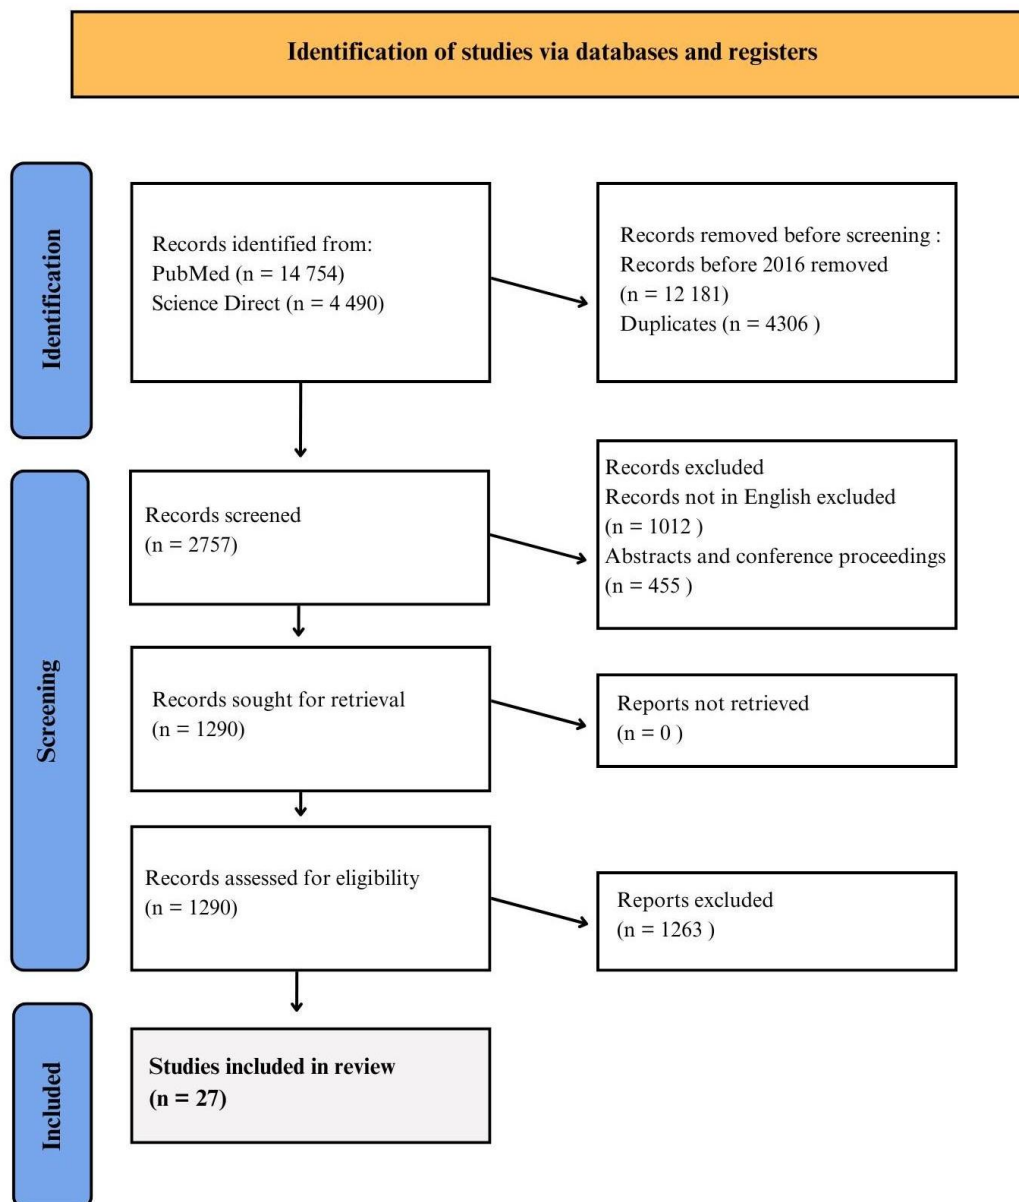 Identification of studies via databases and registers
Identification
Records identified from:
PubMed (n = 14 754)
Science Direct (n = 4 490)
Records removed before screening :
Records before 2016 removed
(n = 12 181)
Duplicates (n = 4306 )
Screening
Records screened
(n = 2757)
Records excluded
Records not in English excluded
(n = 1012 )
Abstracts and conference proceedings
(n = 455 )
Records sought for retrieval
(n = 1290)
Reports not retrieved
(n = 0 )
Records assessed for eligibility
(n = 1290)
Reports excluded
(n = 1263 )
Included
Studies included in review
(n = 27)